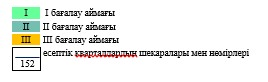 I I бағалау аймағы
II II бағалау аймағы
III III бағалау аймағы
есептік кварталдардың шекаралары мен нөмірлері
152